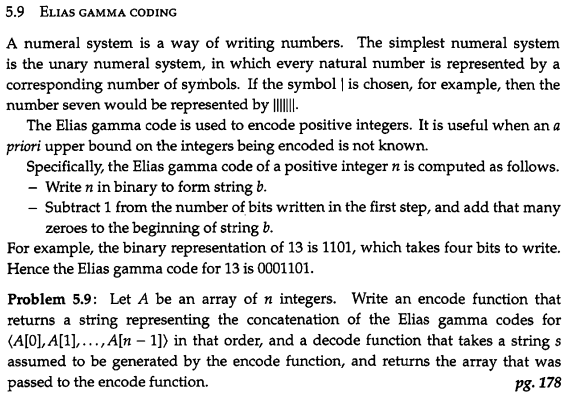 5.9 ELIAS GAMMA CODING
A numeral system is a way of writing numbers. The simplest numeral system
is the unary numeral system, in which every natural number is represented by a
corresponding number of symbols. If the symbol | is chosen, for example, then the
number seven would be represented by |||||||.
The Elias gamma code is used to encode positive integers. It is useful when an a
priori upper bound on the integers being encoded is not known.
Specifically, the Elias gamma code of a positive integer n is computed as follows.
– Write n in binary to form string b.
– Subtract 1 from the number of bits written in the first step, and add that many
zeroes to the beginning of string b.
For example, the binary representation of 13 is 1101, which takes four bits to write.
Hence the Elias gamma code for 13 is 0001101.
Problem 5.9: Let A be an array of n integers. Write an encode function that
returns a string representing the concatenation of the Elias gamma codes for
⟨A[0], A[1], . . . , A[n − 1]⟩ in that order, and a decode function that takes a string s
assumed to be generated by the encode function, and returns the array that was
passed to the encode function. pg. 178